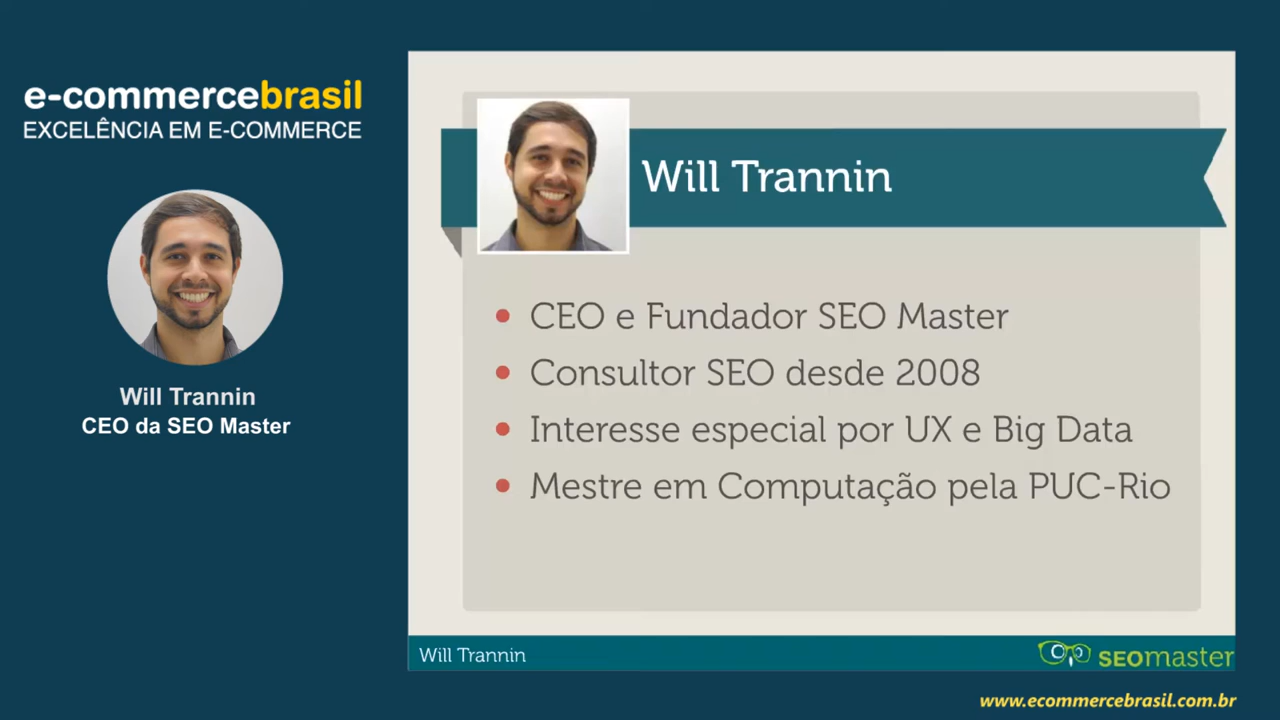 e-commercebrasil
EXCELÊNCIA EM E-COMMERCE
Will Trannin
CEO da SEO Master
Will Trannin
CEO e Fundador SEO Master
Consultor SEO desde 2008
Interesse especial por UX e Big Data
Mestre em Computação pela PUC-Rio
Will Trannin
SEOmaster
www.ecommercebrasil.com.br